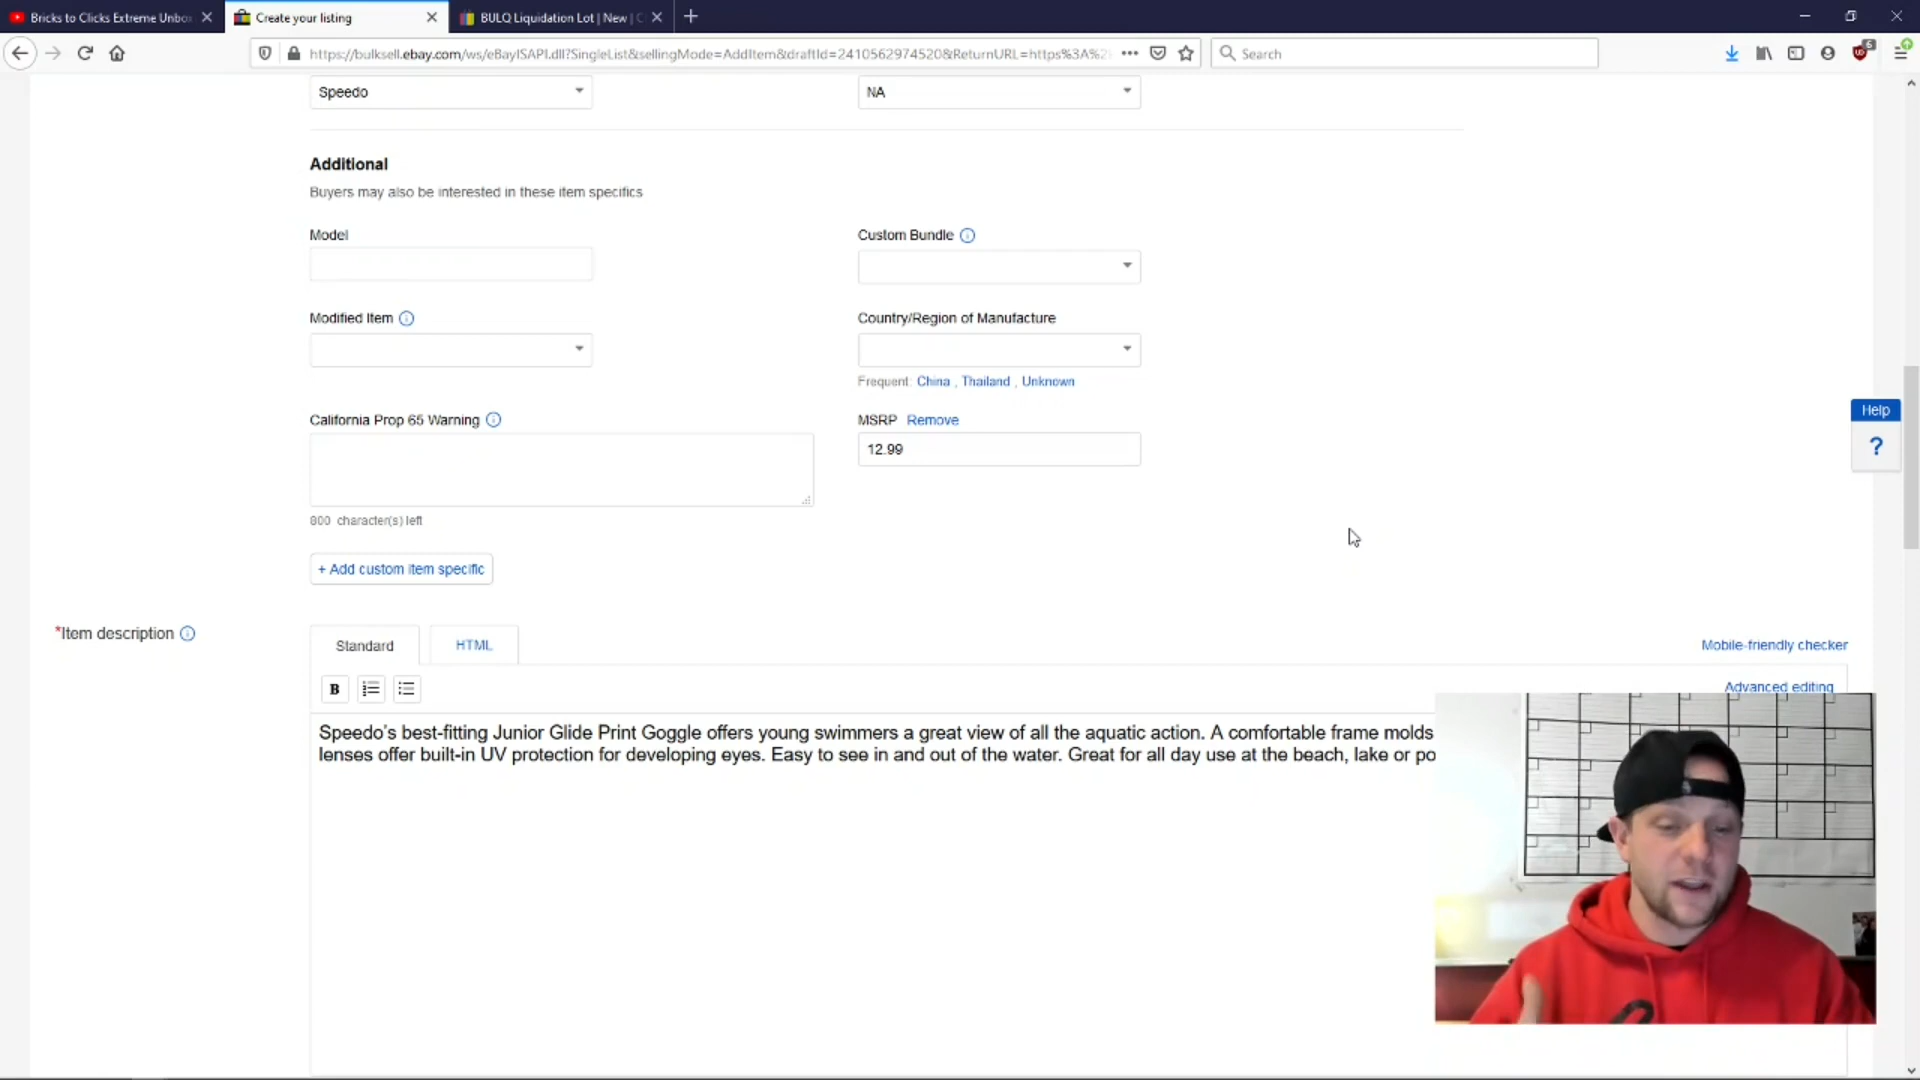 Bricks to Clicks Extreme Unbo
Create your listing
BULQ Liquidation Lot | New | C
https://bulksell.ebay.com/ws/eBayISAPI.dll?SingleList&sellingMode=AddItem&draftId=2410562974520&ReturnURL=https%3A%2
Search
6
Speedo
NA
Additional
Buyers may also be interested in these item specifics
Model
Custom Bundle
Modified Item
Country/Region of Manufacture
Frequent: China , Thailand , Unknown
California Prop 65 Warning
MSRP Remove
12.99
800 character(s) left
+ Add custom item specific
Help
?
*Item description
Standard
HTML
Mobile-friendly checker
B
Advanced editing
Speedo's best-fitting Junior Glide Print Goggle offers young swimmers a great view of all the aquatic action. A comfortable frame molds
lenses offer built-in UV protection for developing eyes. Easy to see in and out of the water. Great for all day use at the beach, lake or po